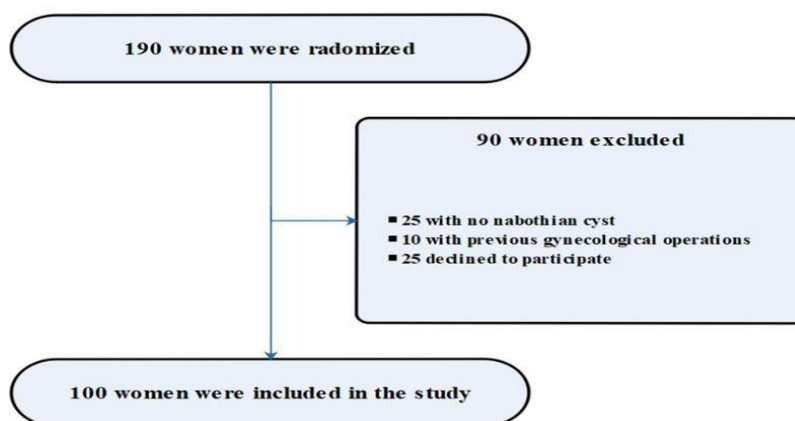 190 women were radomized
90 women excluded
▪ 25 with no nabothian cyst
▪ 10 with previous gynecological operations
▪ 25 declined to participate
100 women were included in the study